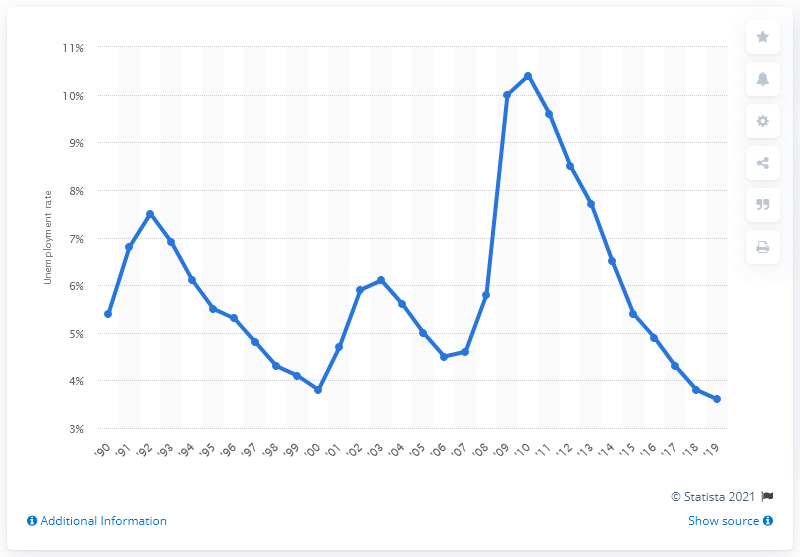 11%
10%
9%
8%
7%
6%
5%
4%
3%
Unemployment rate
'90 '91 '92 '93 '94 '95 '96 '97 '98 '99 '00 '01 '02 '03 '04 '05 '06 '07 '08 '09 '10 '11 '12 '13 '14 '15 '16 '17 '18 '19
© Statista 2021
Additional Information
Show source